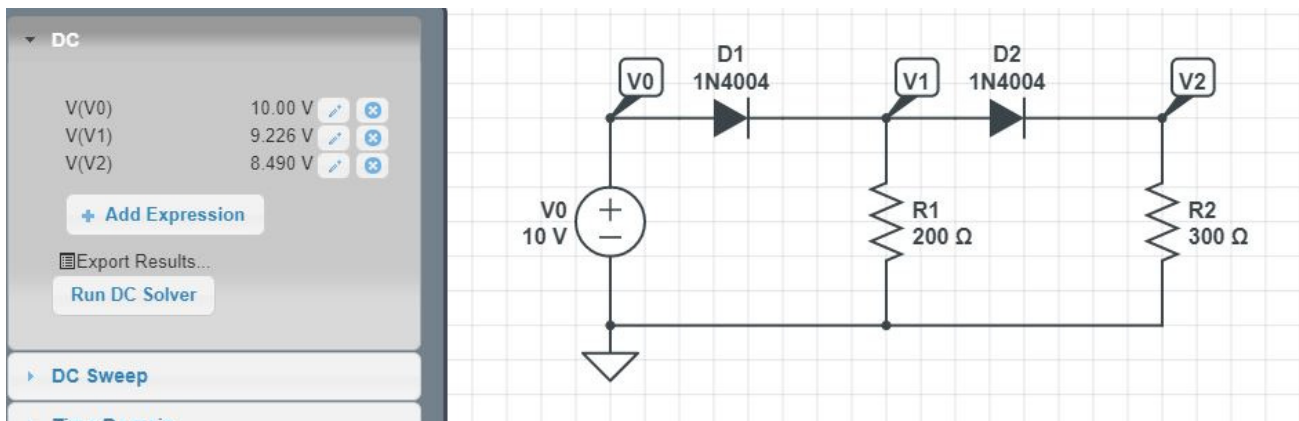 DC
V(V0) 10.00 V
V(V1) 9.226 V
V(V2) 8.490 V
+ Add Expression
Export Results...
Run DC Solver
DC Sweep
V0
D1
1N4004
V1
D2
1N4004
V2
V0
10 V
R1
200 Ω
R2
300 Ω